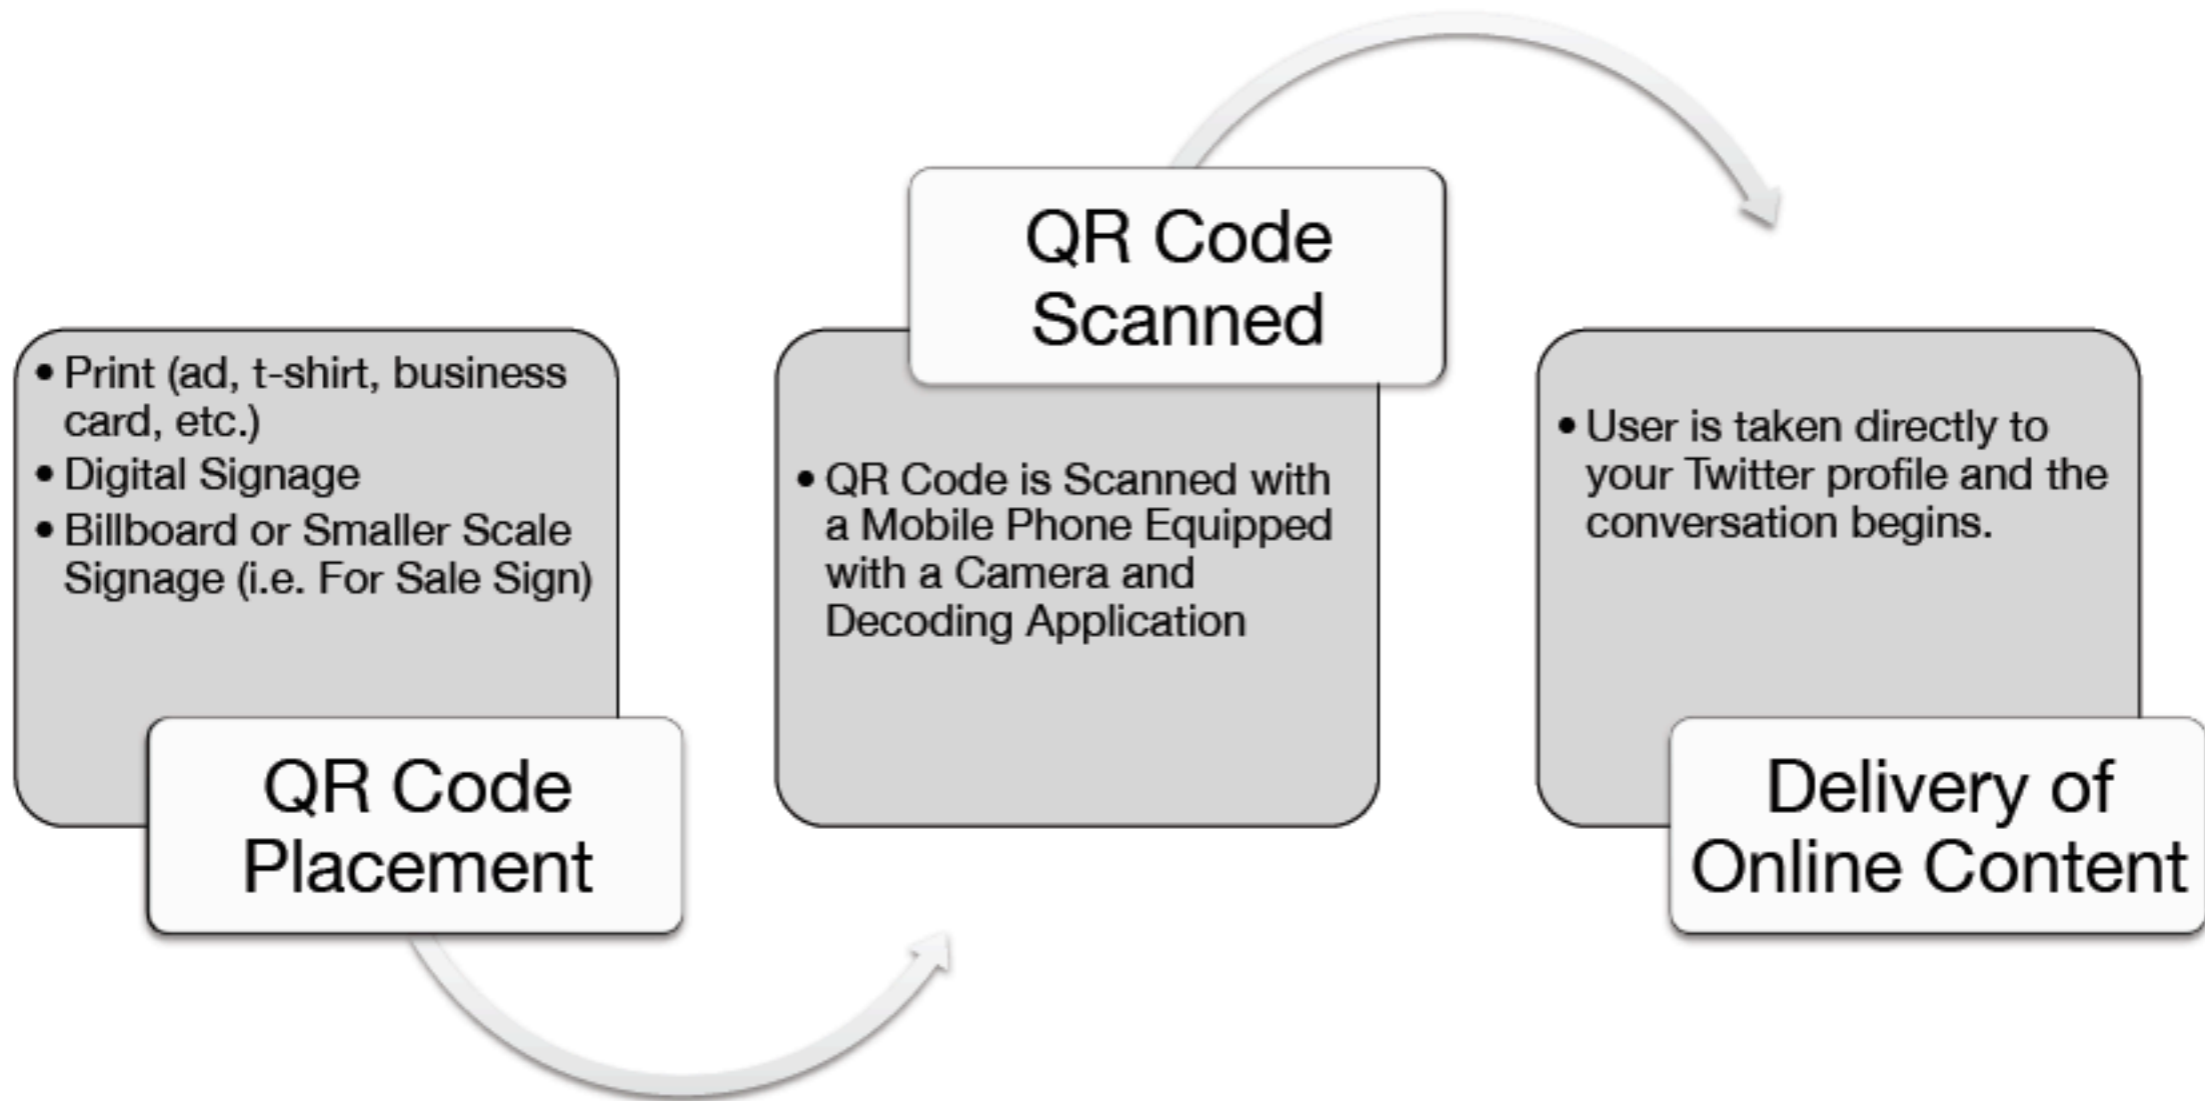 • Print (ad, t-shirt, business
card, etc.)
• Digital Signage
• Billboard or Smaller Scale
Signage (i.e. For Sale Sign)
QR Code
Placement
QR Code
Scanned
• QR Code is Scanned with
a Mobile Phone Equipped
with a Camera and
Decoding Application
• User is taken directly to
your Twitter profile and the
conversation begins.
Delivery of
Online Content